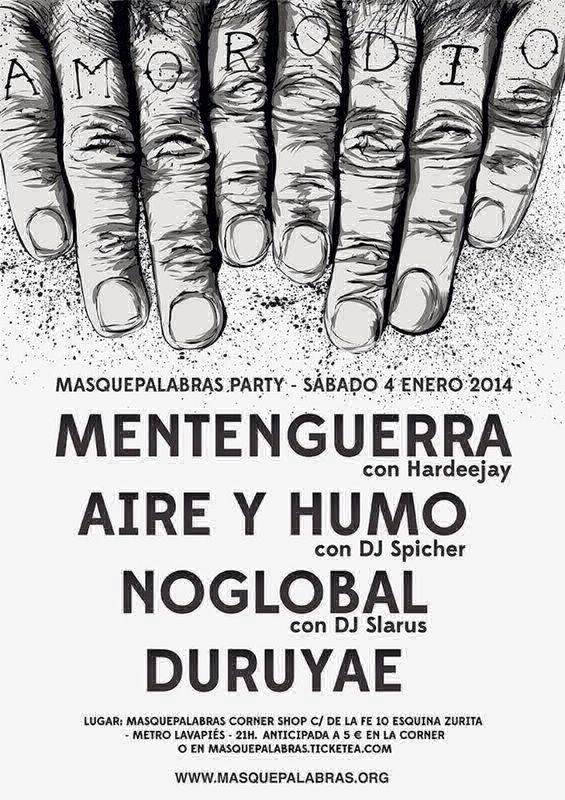 AMOR ODIO
MASQUEPALABRAS PARTY - SÁBADO 4 ENERO 2014
MENTENGUERRA
con Hardeejay
AIRE Y HUMO
con DJ Spicher
NOGLOBAL
con DJ Slarus
DURUYAE
LUGAR: MASQUEPALABRAS CORNER SHOP C/ DE LA FE 10 ESQUINA ZURITA
- METRO LAVAPIÉS - 21H. ANTICIPADA A 5 € EN LA CORNER
O EN MASQUEPALABRAS.TICKETEA.COM
WWW.MASQUEPALABRAS.ORG